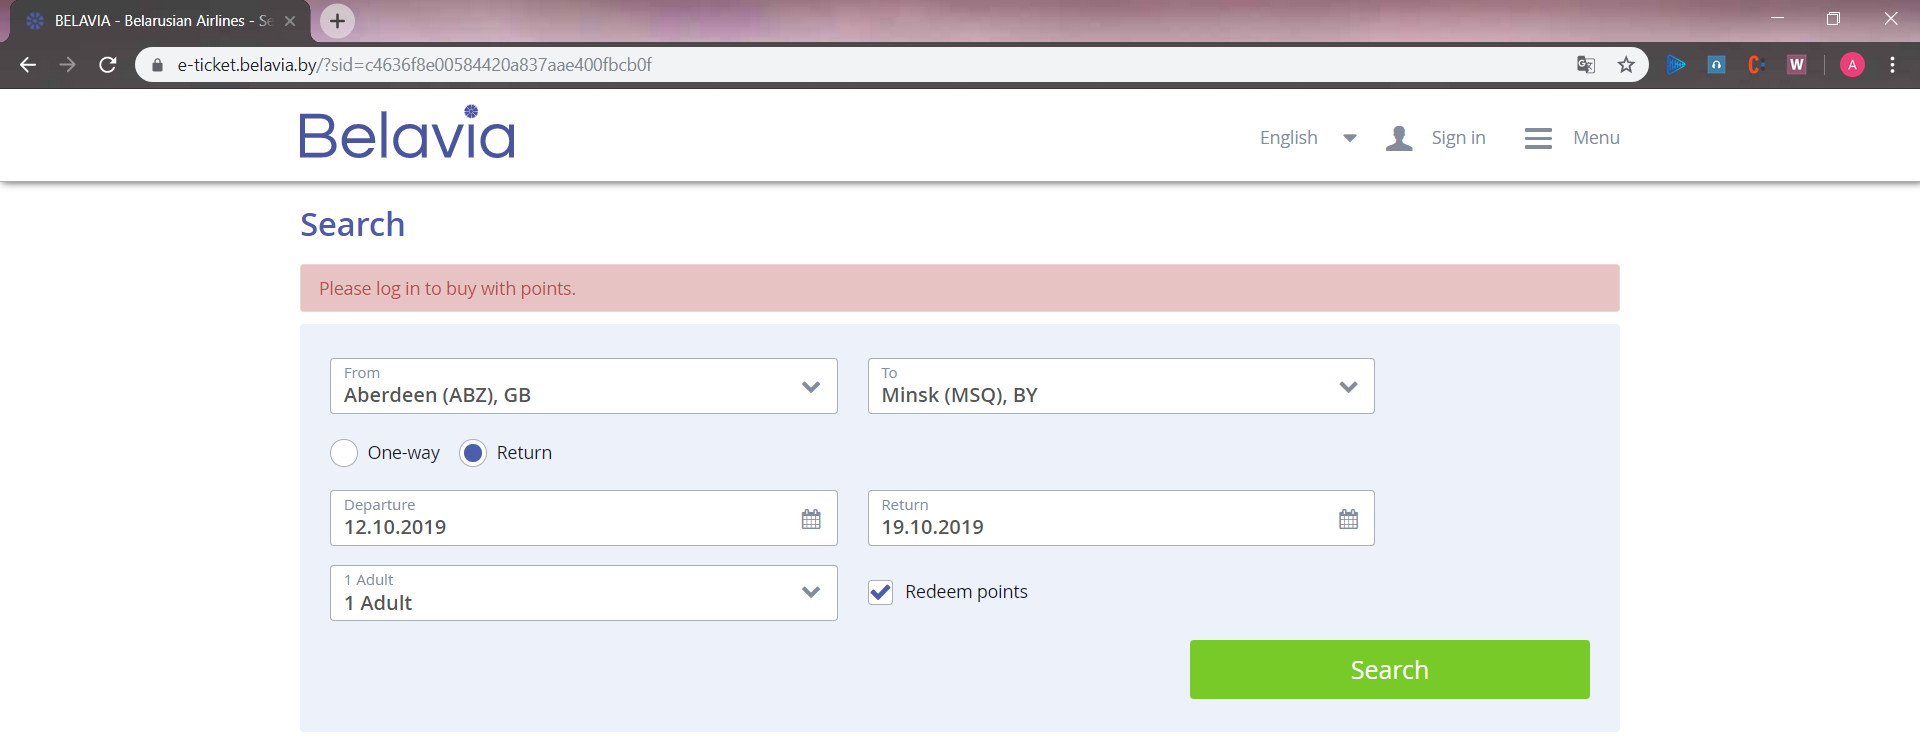 BELAVIA - Belarusian Airlines - Se
e-ticket.belavia.by/?sid=c4636f8e00584420a837aae400fbcb0f
W
A
Belavia
English
Sign in
Menu
Search
Please log in to buy with points.
From
Aberdeen (ABZ), GB
To
Minsk (MSQ), BY
One-way
Return
Departure
12.10.2019
Return
19.10.2019
1 Adult
1 Adult
Redeem points
Search